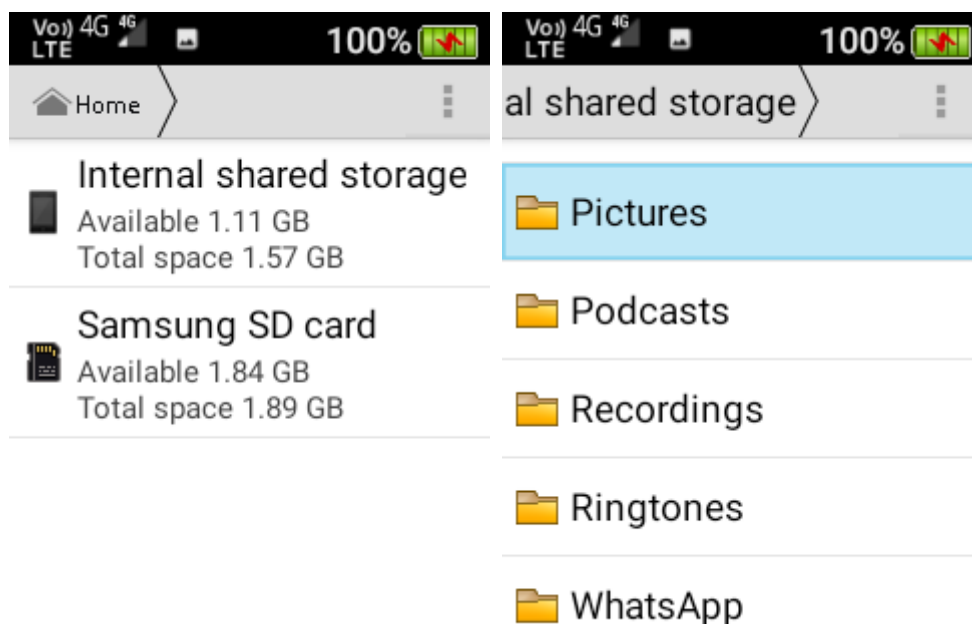 Vo)) 4G 4G
LTE
100%
Home
Internal shared storage
Available 1.11 GB
Total space 1.57 GB
Samsung SD card
Available 1.84 GB
Total space 1.89 GB
Vo)) 4G 4G
LTE
100%
al shared storage
Pictures
Podcasts
Recordings
Ringtones
WhatsApp